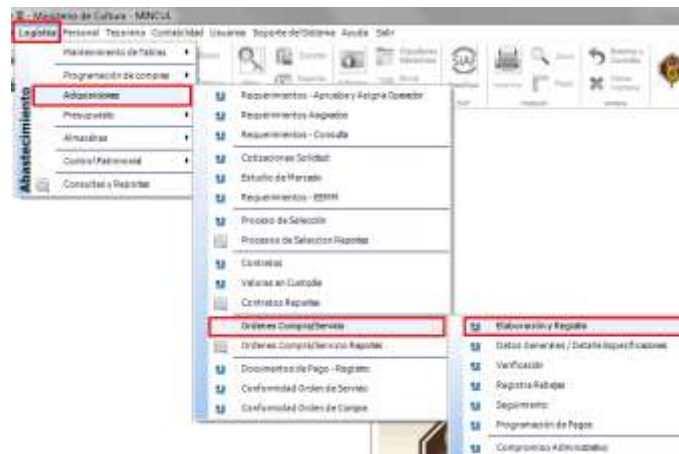 Ministerio de Cultura - MINCUL
Logística Personal Tesorería Contabilidad Usuarios Soporte del Sistema Ayuda Salir
Mantenimiento de Tablas
Programación de compras
Adquisiciones
Presupuesto
Almacenes
Control Patrimonial
Consultas y Reportes
Abastecimiento
SIAF
Requerimientos - Aprueba y Asigna Operador
Requerimientos Asignados
Requerimientos - Consulta
Cotizaciones Solicitud
Estudio de Mercado
Requerimientos - EEMM
Proceso de Selección
Procesos de Seleccion Reportes
Contratos
Valores en Custodia
Contratos Reportes
Ordenes Compra/Servicio
Ordenes Compra/Servicio Reportes
Documentos de Pago - Registro
Conformidad Orden de Servicio
Conformidad Orden de Compra
Elaboración y Registro
Datos Generales / Detalle Especificaciones
Verificación
Registra Rebajas
Seguimiento
Programación de Pagos
Compromiso Administrativo